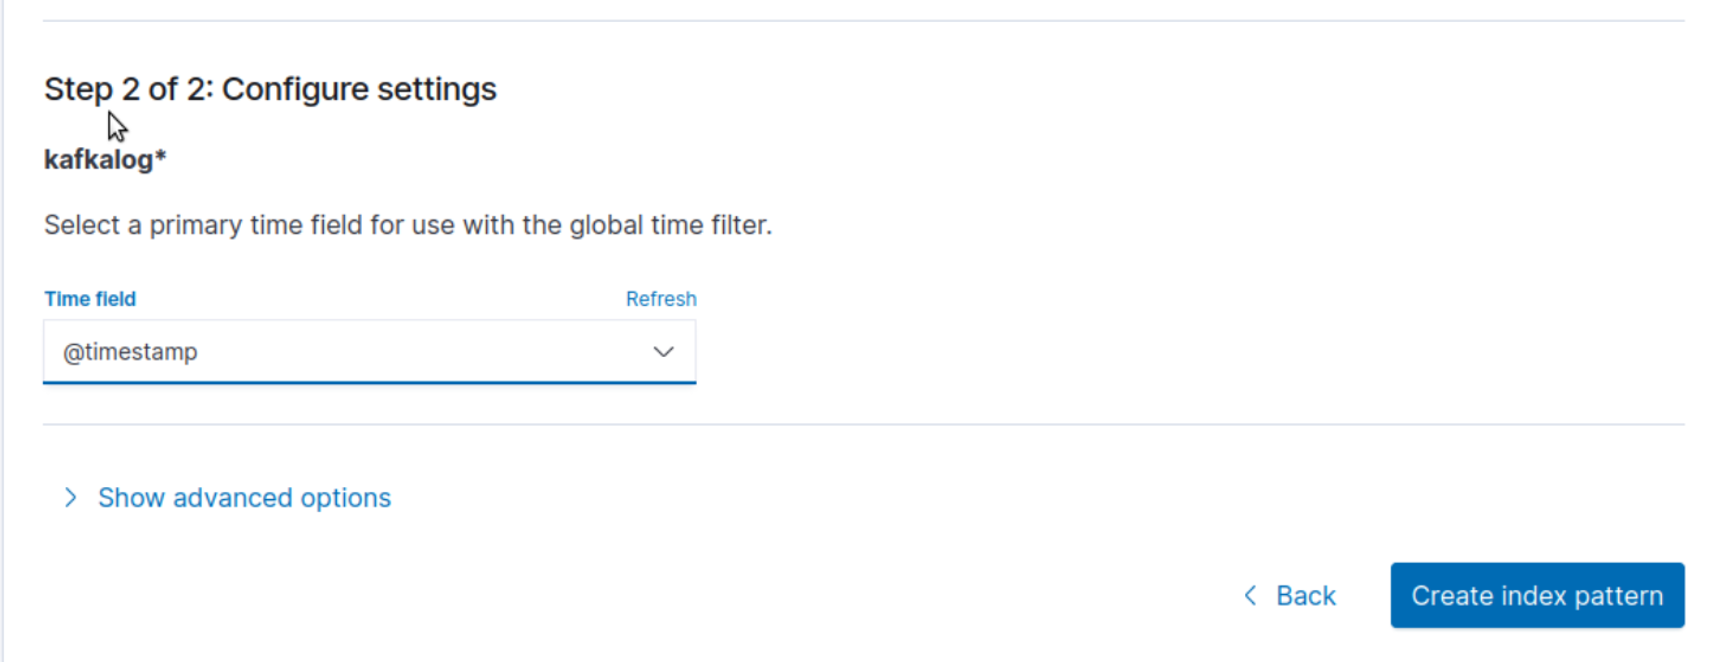 Step 2 of 2: Configure settings
kafkalog*
Select a primary time field for use with the global time filter.
Time field Refresh
@timestamp
Show advanced options
Back Create index pattern